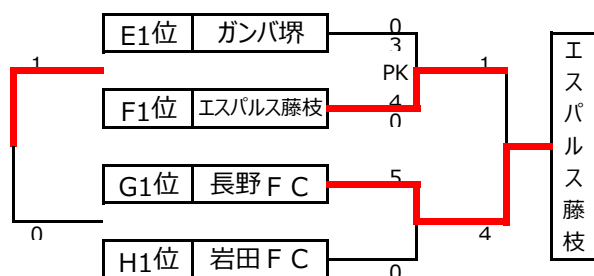 E1位 ガンバ堺 0
3
1 PK 1
F1位 エスパルス藤枝 4
0
G1位 長野ＦＣ 5
0 4
H1位 岩田ＦＣ 0
エスパルス藤枝